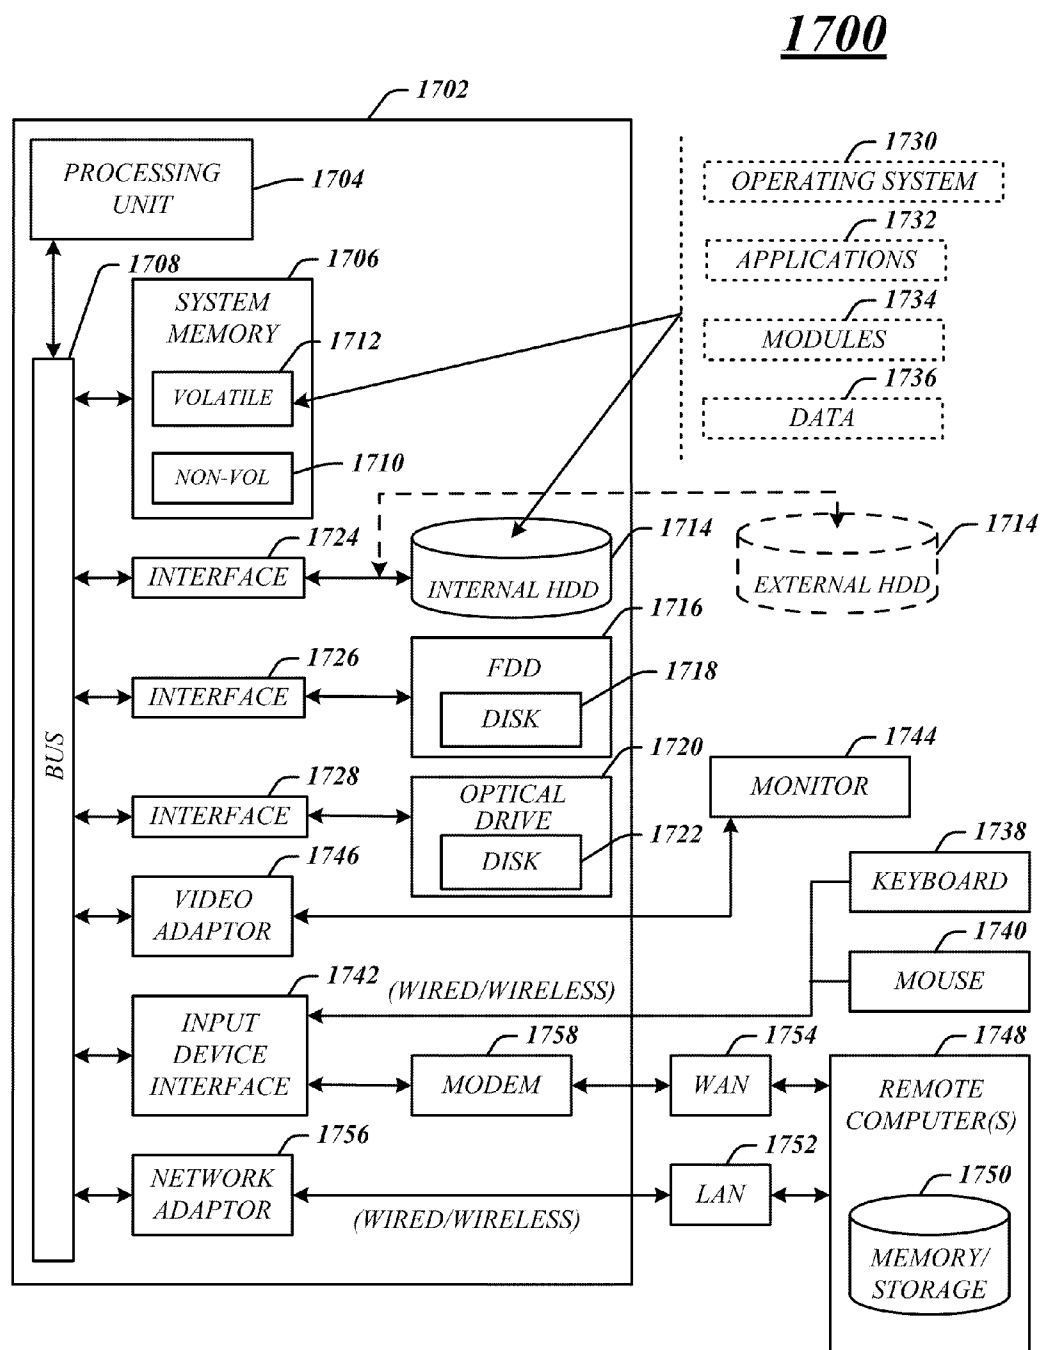 1700
1702
PROCESSING
UNIT
1704
1730
OPERATING SYSTEM
1732
APPLICATIONS
1734
MODULES
1736
DATA
1708
1706
SYSTEM
MEMORY
1712
VOLATILE
1710
NON-VOL
1724
INTERFACE
1714
INTERNAL HDD
1714
EXTERNAL HDD
1716
FDD
1718
DISK
1726
INTERFACE
BUS
1720
OPTICAL
DRIVE
1722
DISK
1728
INTERFACE
1744
MONITOR
1746
VIDEO
ADAPTOR
1738
KEYBOARD
1740
MOUSE
1742
INPUT
DEVICE
INTERFACE
(WIRED/WIRELESS)
1758
MODEM
1754
WAN
1748
REMOTE
COMPUTER(S)
1756
NETWORK
ADAPTOR
(WIRED/WIRELESS)
1752
LAN
1750
MEMORY/
STORAGE